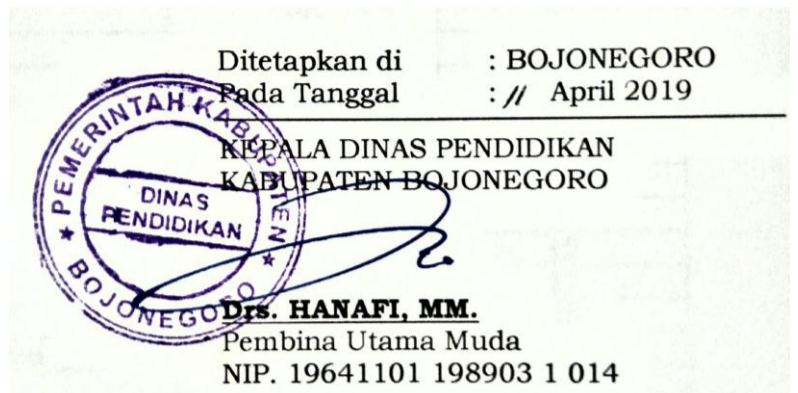 Ditetapkan di : BOJONEGORO
Pada Tanggal : 11 April 2019
KEPALA DINAS PENDIDIKAN
KABUPATEN BOJONEGORO
PEMERINTAH KABUPATEN
DINAS
PENDIDIKAN
BOJONEGORO
Drs. HANAFI, MM.
Pembina Utama Muda
NIP. 19641101 198903 1 014